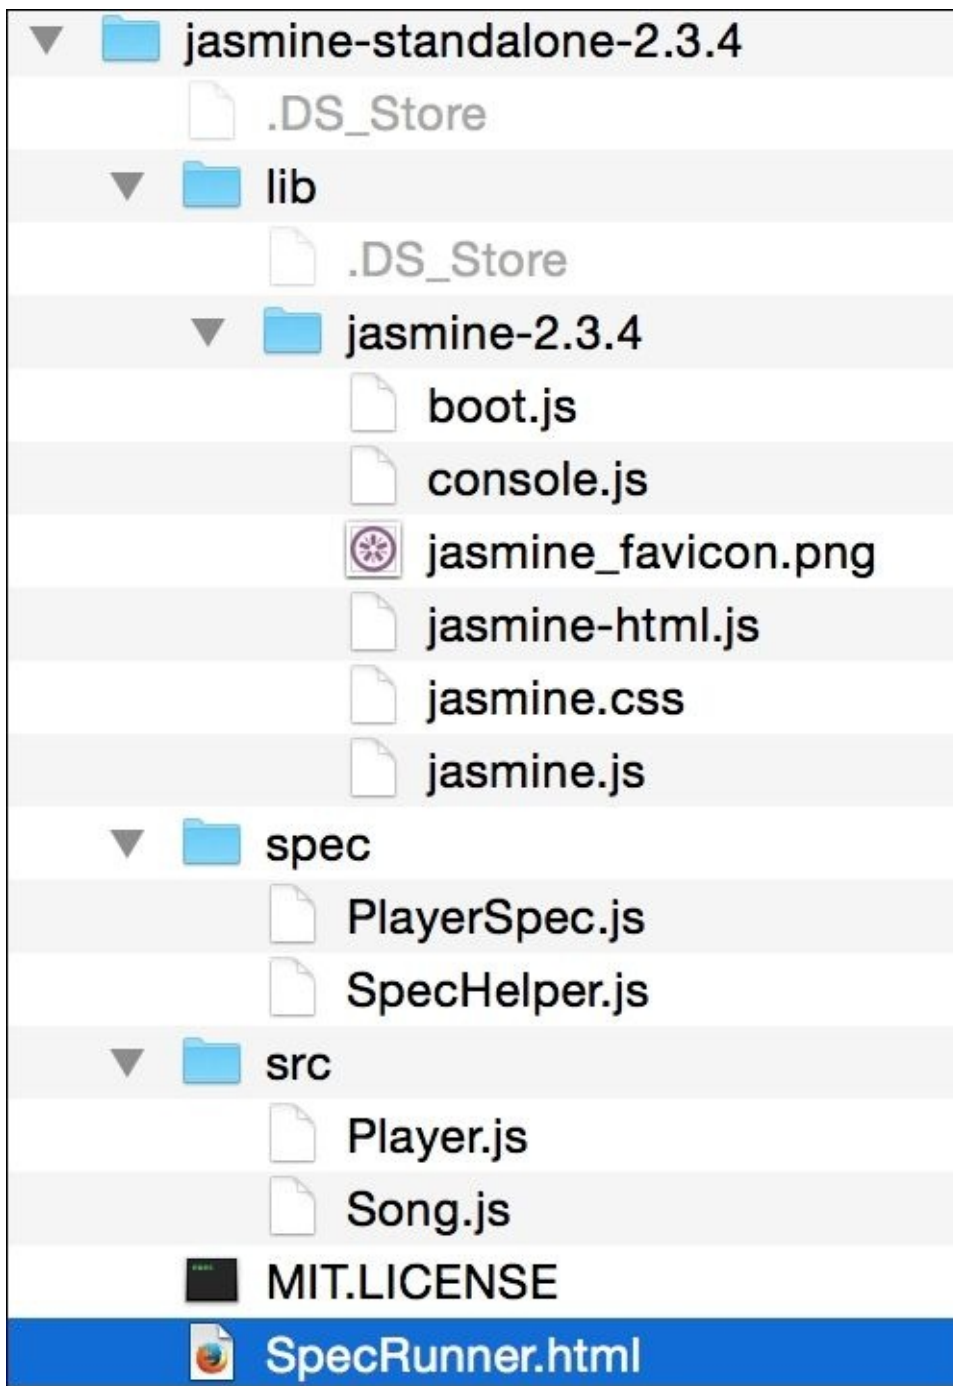 jasmine-standalone-2.3.4
.DS_Store
lib
.DS_Store
jasmine-2.3.4
boot.js
console.js
jasmine_favicon.png
jasmine-html.js
jasmine.css
jasmine.js
spec
PlayerSpec.js
SpecHelper.js
src
Player.js
Song.js
MIT.LICENSE
SpecRunner.html